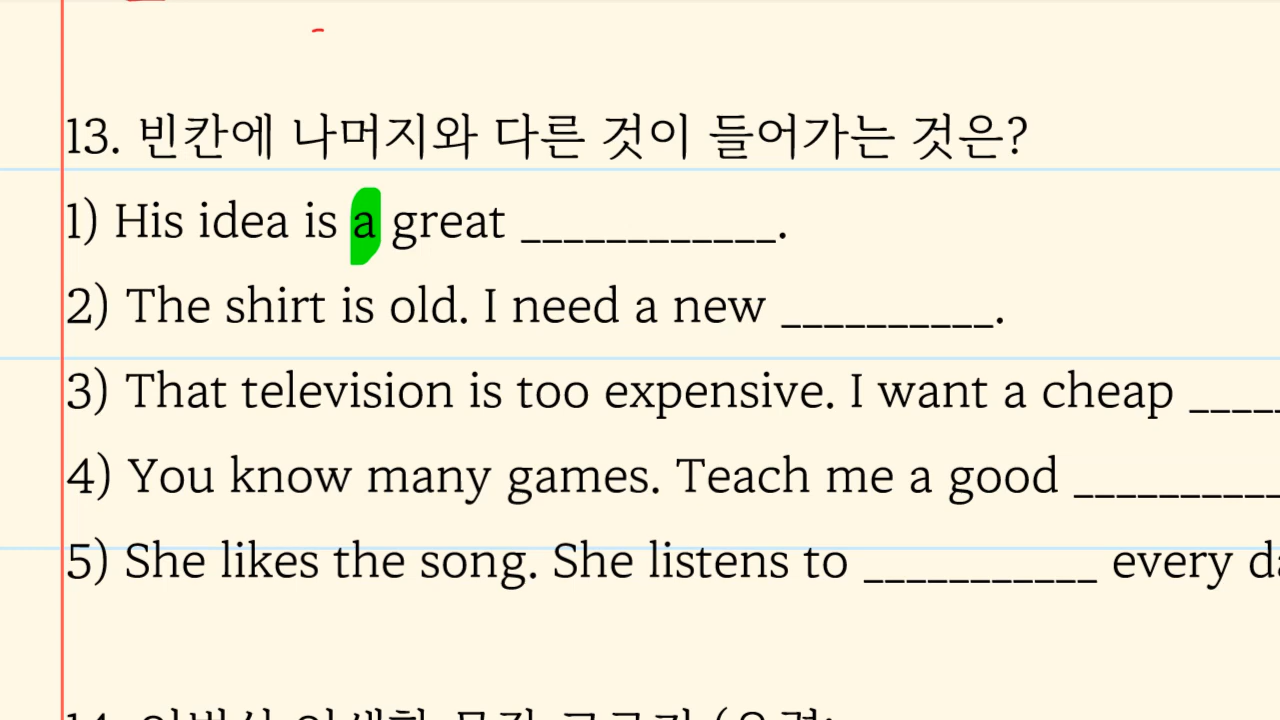 13. 빈칸에 나머지와 다른 것이 들어가는 것은?
1) His idea is a great ____________.
2) The shirt is old. I need a new __________.
3) That television is too expensive. I want a cheap ____
4) You know many games. Teach me a good __________
5) She likes the song. She listens to ___________ every